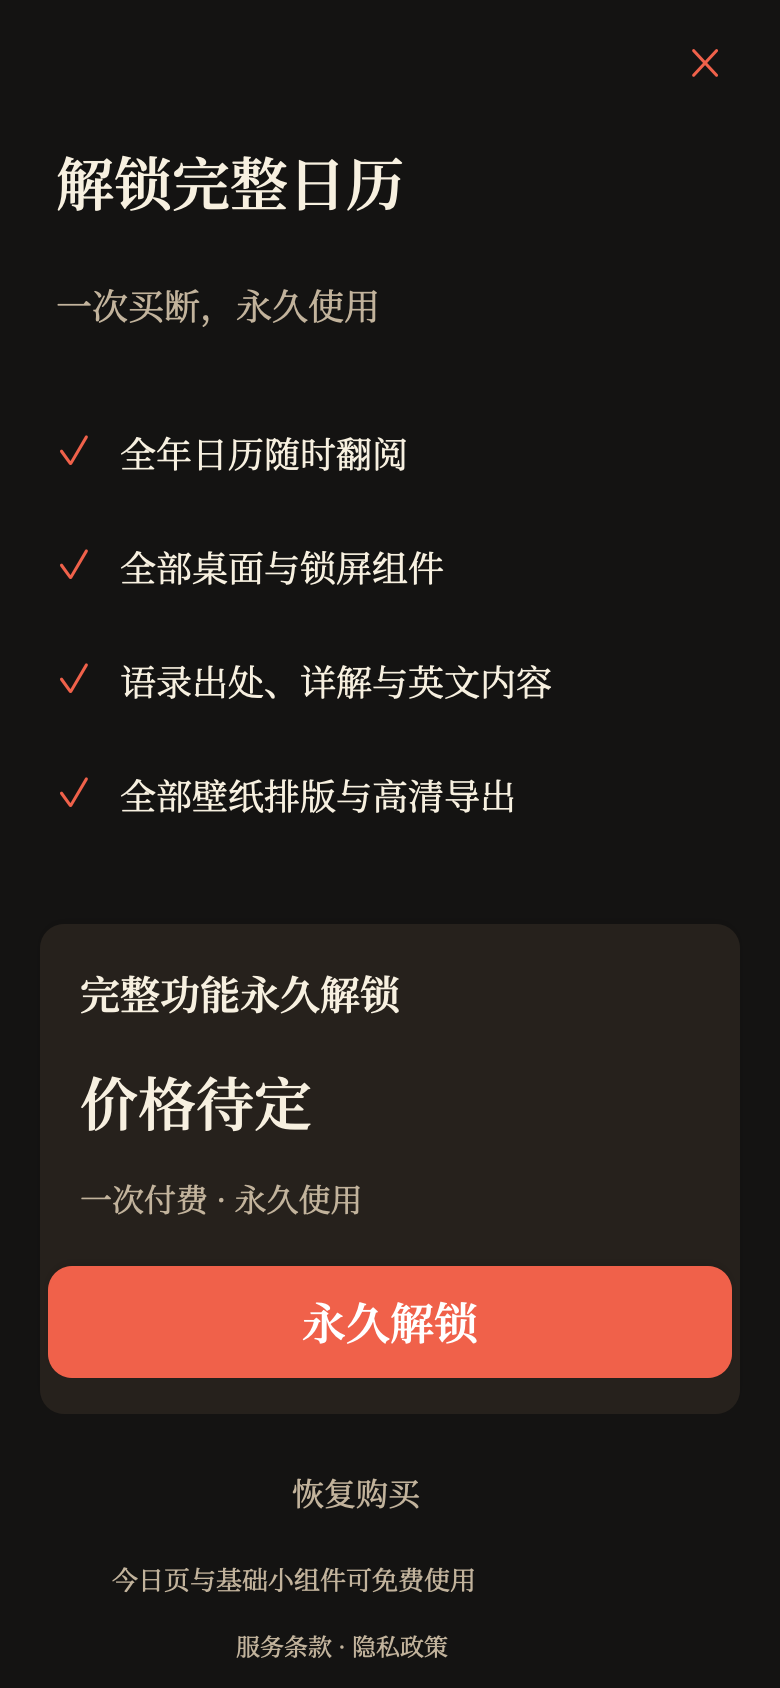 解锁完整日历
一次买断，永久使用
全年日历随时翻阅
全部桌面与锁屏组件
语录出处、详解与英文内容
全部壁纸排版与高清导出
完整功能永久解锁
价格待定
一次付费 · 永久使用
永久解锁
恢复购买
今日页与基础小组件可免费使用
服务条款 · 隐私政策